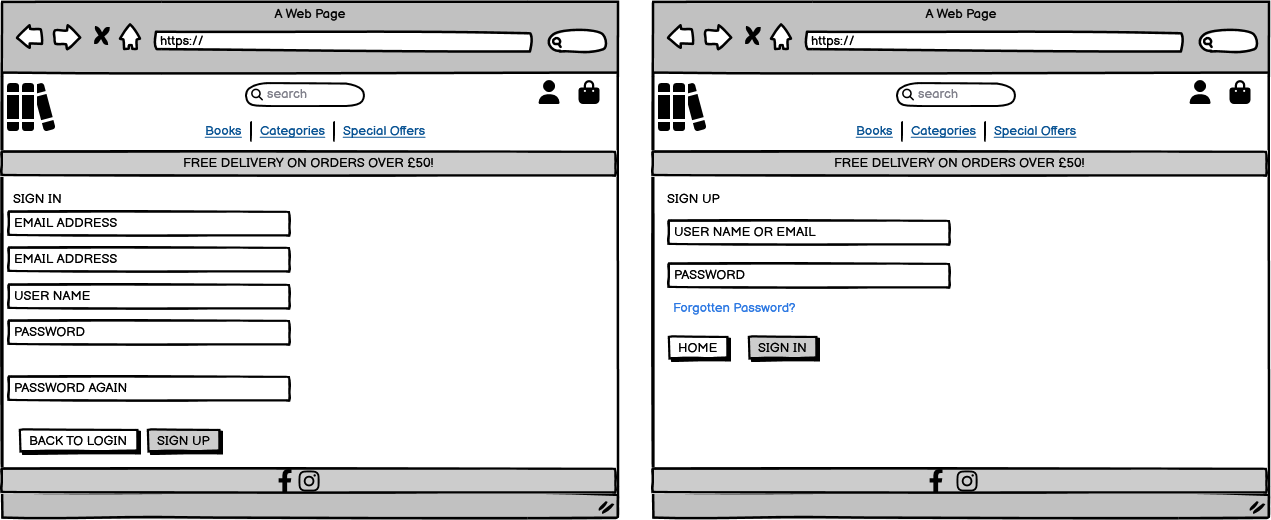 A Web Page
https://
search
Books
Categories
Special Offers
FREE DELIVERY ON ORDERS OVER £50!
SIGN IN
EMAIL ADDRESS
EMAIL ADDRESS
USER NAME
PASSWORD
PASSWORD AGAIN
BACK TO LOGIN
SIGN UP
A Web Page
https://
search
Books
Categories
Special Offers
FREE DELIVERY ON ORDERS OVER £50!
SIGN UP
USER NAME OR EMAIL
PASSWORD
Forgotten Password?
HOME
SIGN IN